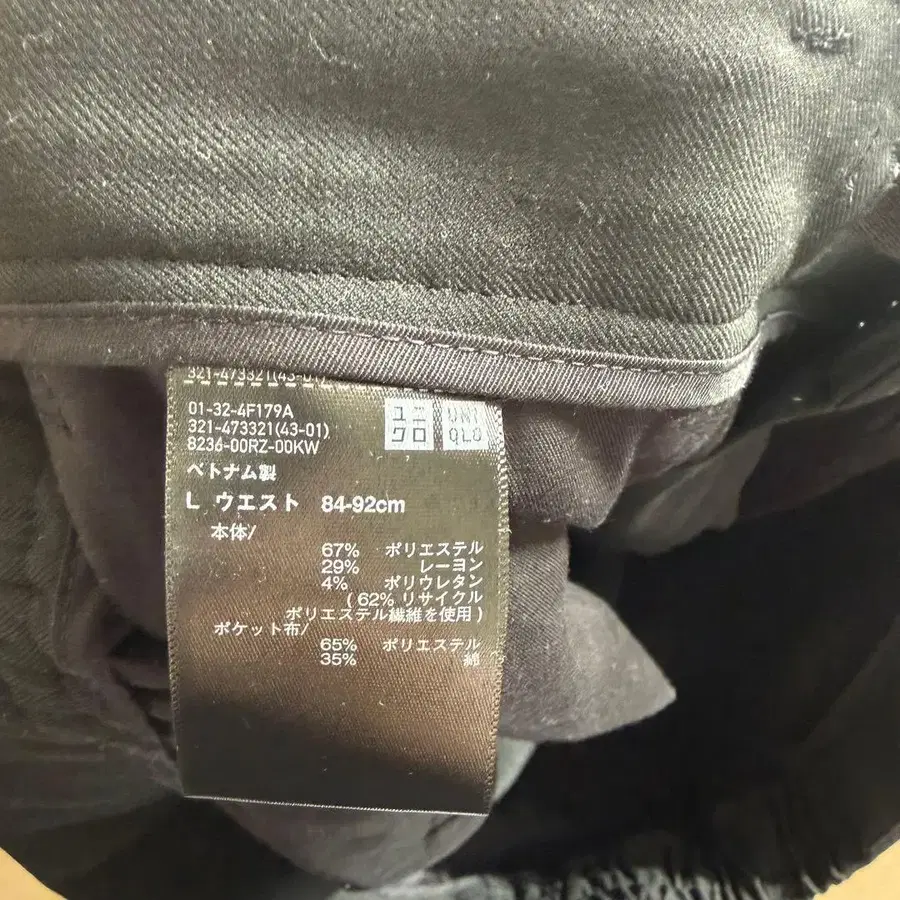 321-473321(43-
01-32-4F179A
321-473321(43-01)
8236-00RZ-00KW
ユニクロ
UNIQLO
ベトナム製
L ウエスト 84-92cm
本体/
67% ポリエステル
29% レーヨン
4% ポリウレタン
(62% リサイクル
ポリエステル繊維を使用)
ポケット布/
65% ポリエステル
35% 綿